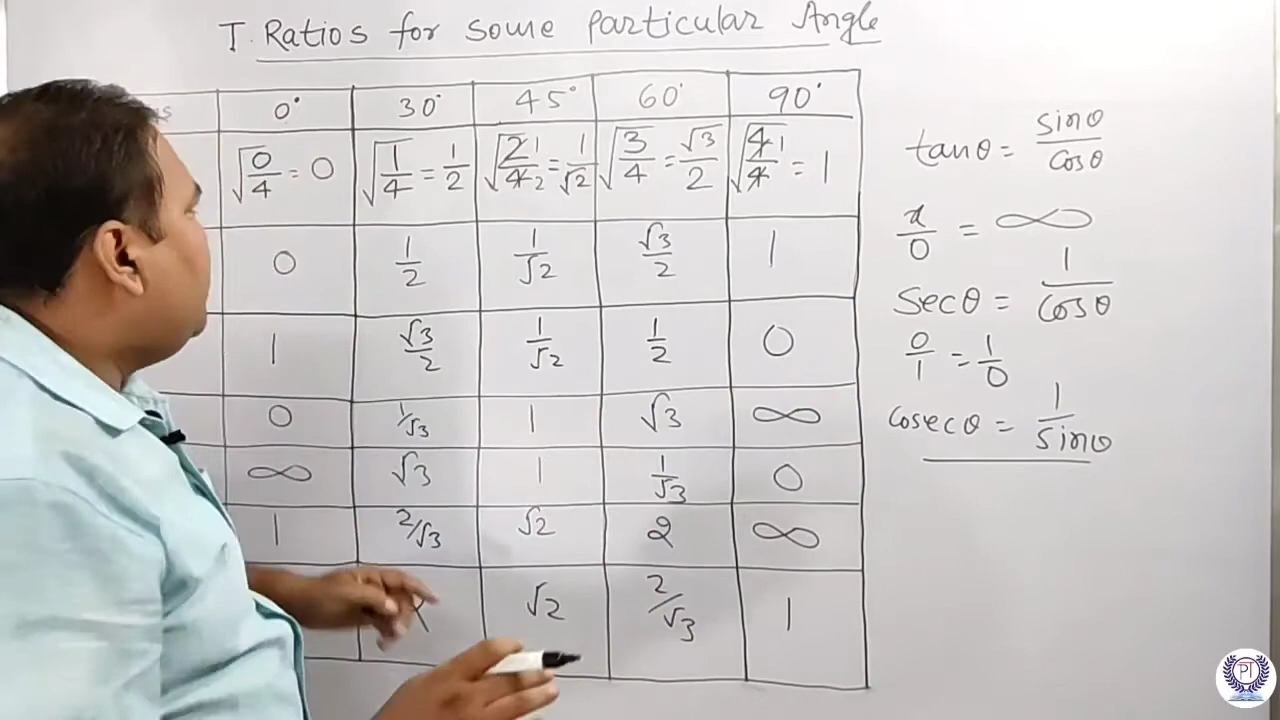 T. Ratios for some particular Angle
0° 30° 45° 60° 90°
√0/4 = 0 √1/4 = 1/2 √2/4 1 2 = 1/√2 √3/4 = √3/2 √4/4 1 = 1
0 1/2 1/√2 √3/2 1
1 √3/2 1/√2 1/2 0
0 1/√3 1 √3 ∞
∞ √3 1 1/√3 0
1 2/√3 √2 2 ∞
√2 2/√3 1
tanθ = sinθ/cosθ
x/0 = ∞
secθ = 1/cosθ
0/1 = 1/0
cosecθ = 1/sinθ
PT